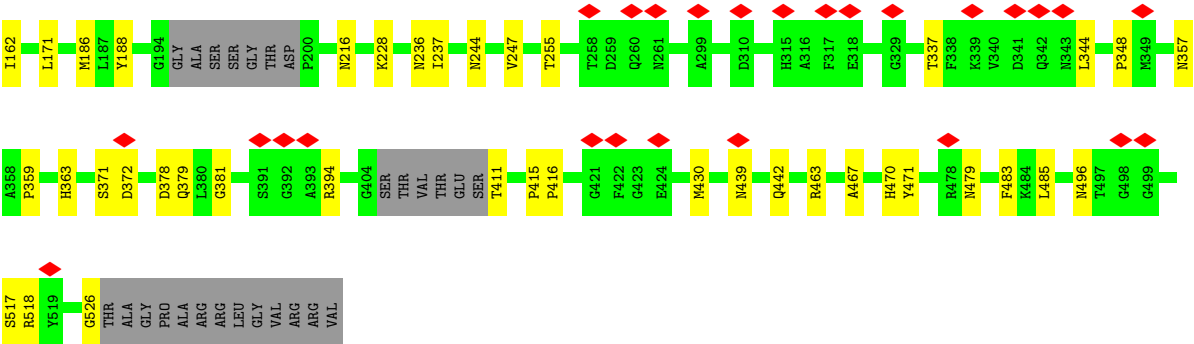 I162 L171 M186 L187 Y188 G194 GLY ALA SER SER GLY THR ASP P200 N216 K228 N236 I237 N244 V247 T255 T258 D259 Q260 N261 A299 D310 H315 A316 F317 E318 G329 T337 F338 K339 V340 D341 Q342 N343 L344 P348 M349 N357
A358 P359 H363 S371 D372 D378 Q379 L380 G381 S391 G392 A393 R394 G404 SER THR VAL THR GLU SER T411 P415 P416 G421 F422 G423 E424 M430 N439 Q442 R463 A467 H470 Y471 R478 N479 F483 K484 L485 N496 T497 G498 G499
S517 R518 Y519 G526 THR ALA GLY PRO ALA ARG ARG LEU GLY VAL ARG ARG VAL